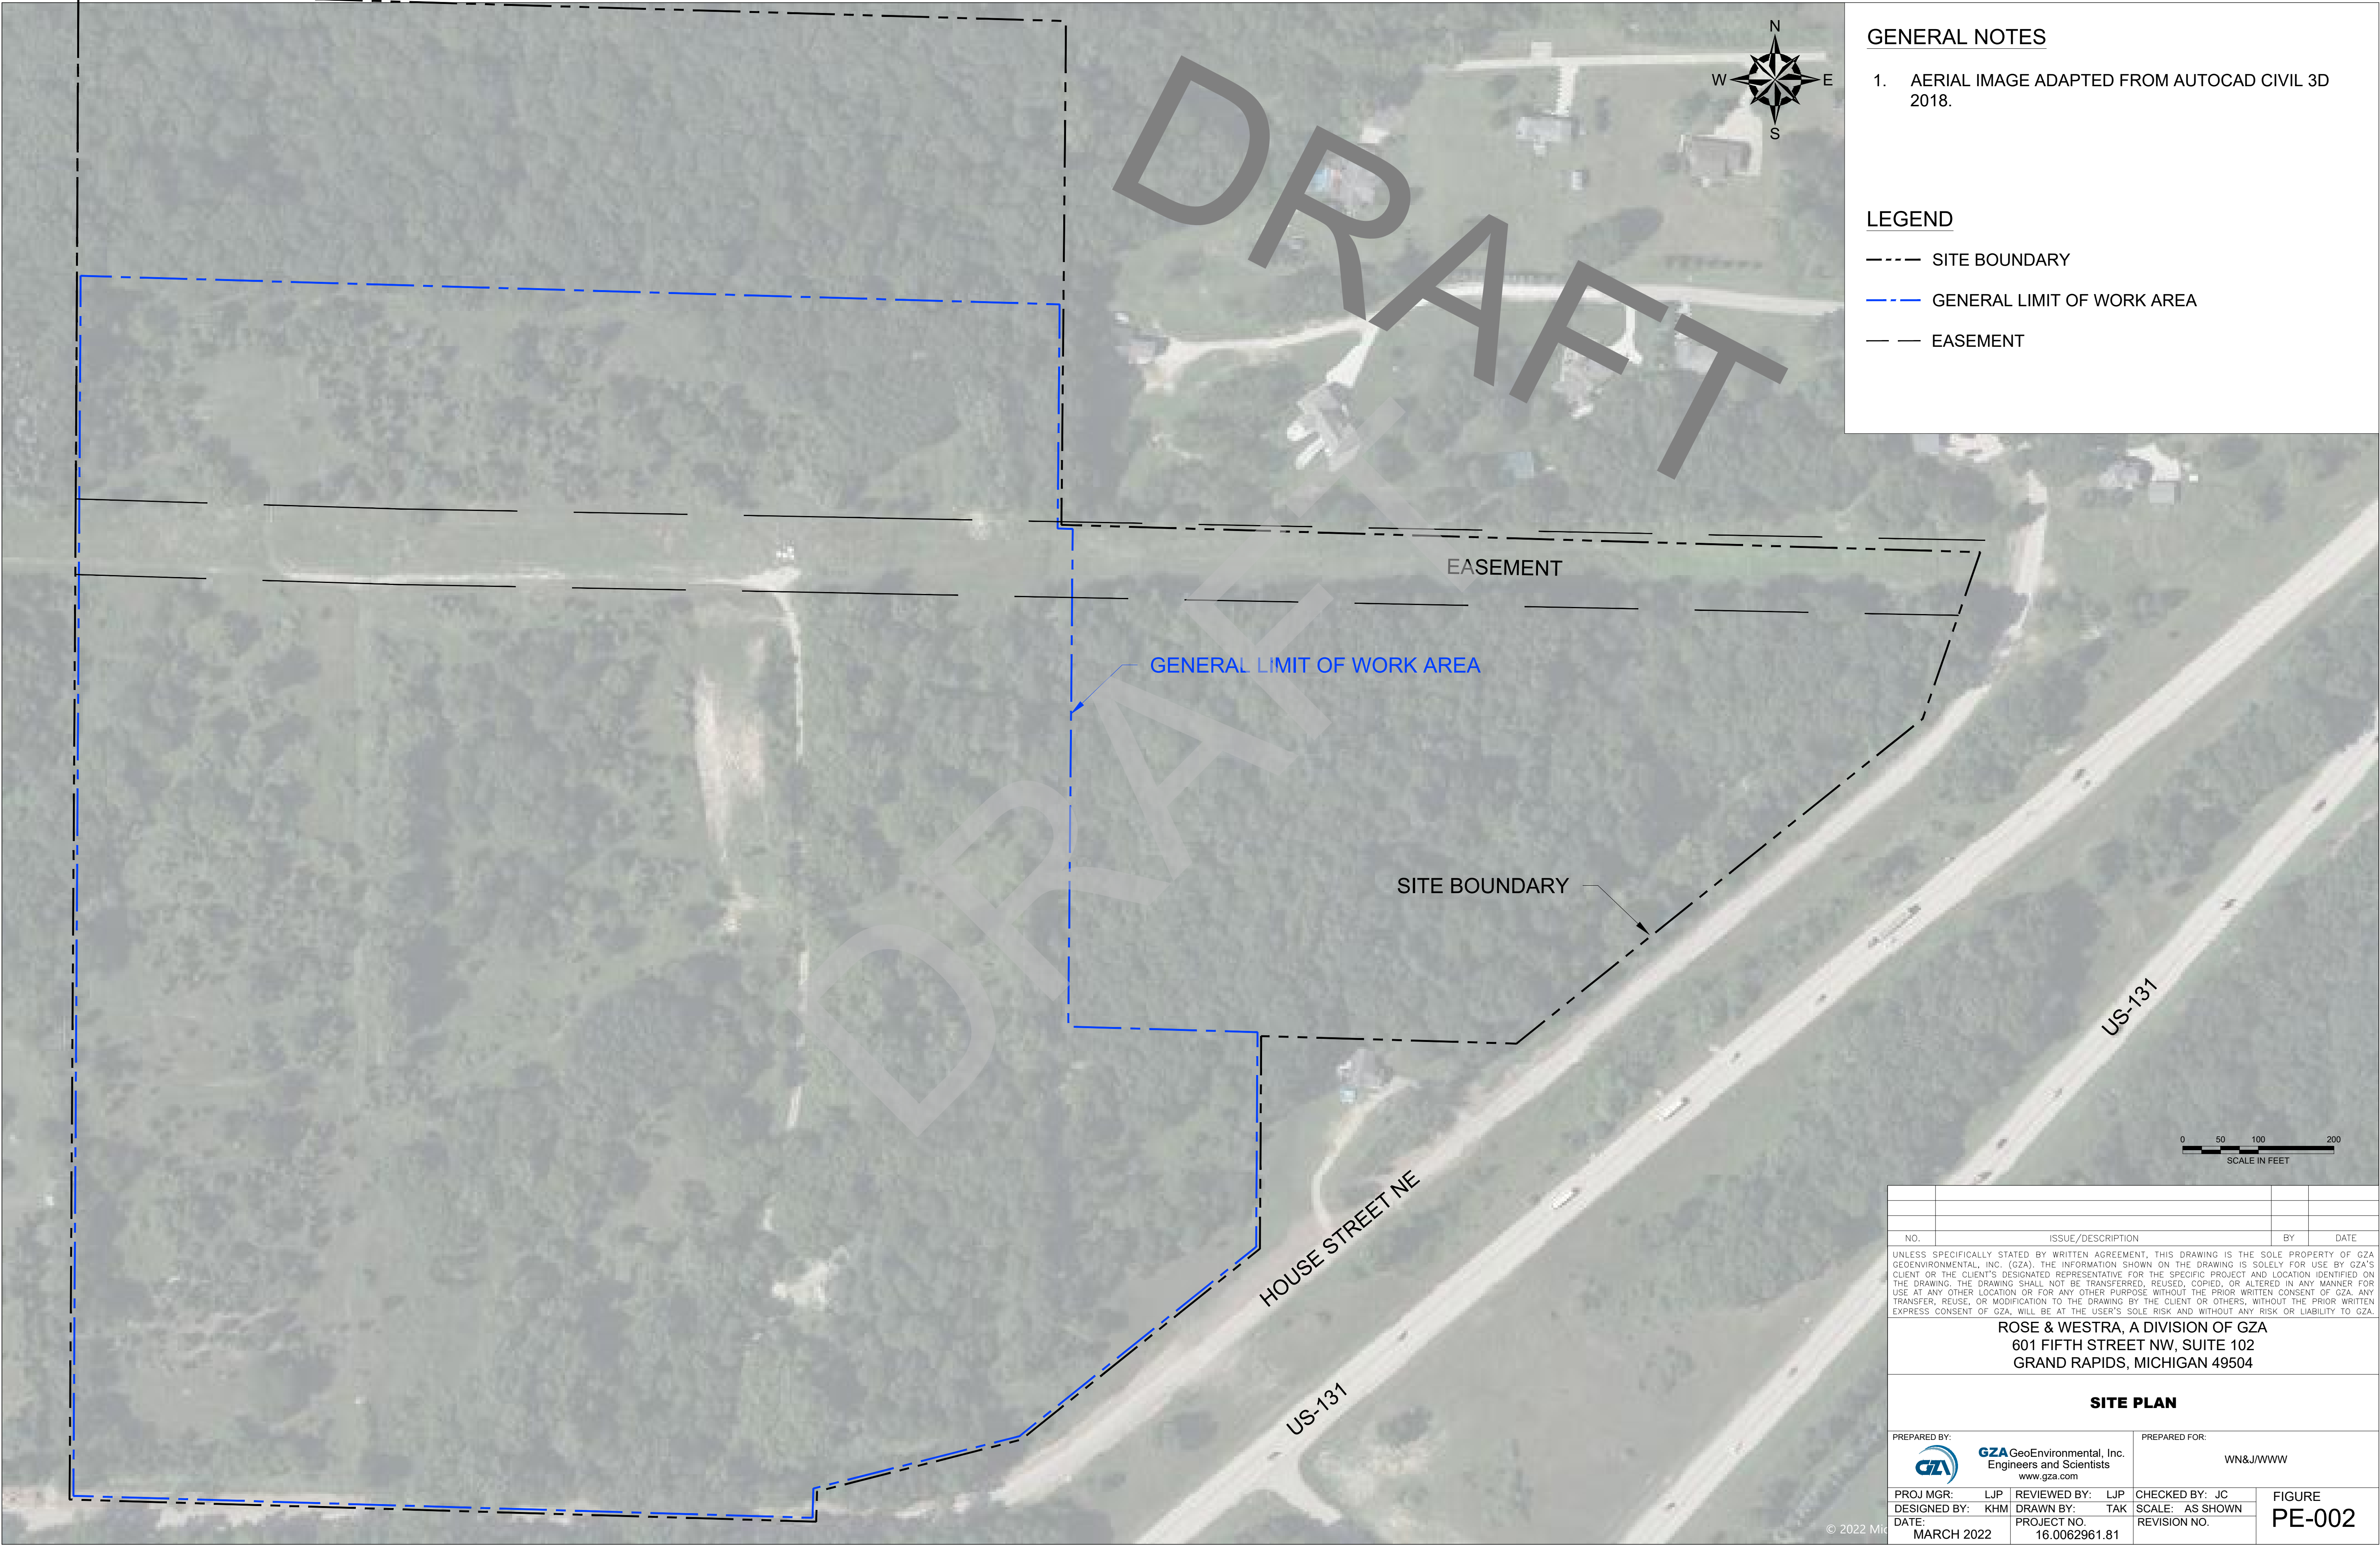 GENERAL NOTES
1. AERIAL IMAGE ADAPTED FROM AUTOCAD CIVIL 3D
2018.
LEGEND
SITE BOUNDARY
GENERAL LIMIT OF WORK AREA
EASEMENT
N
W
E
S
DRAFT
DRAFT
EASEMENT
GENERAL LIMIT OF WORK AREA
SITE BOUNDARY
US-131
HOUSE STREET NE
US-131
0 50 100 200
SCALE IN FEET
NO. ISSUE/DESCRIPTION BY DATE
UNLESS SPECIFICALLY STATED BY WRITTEN AGREEMENT, THIS DRAWING IS THE SOLE PROPERTY OF GZA
GEOENVIRONMENTAL, INC. (GZA). THE INFORMATION SHOWN ON THE DRAWING IS SOLELY FOR USE BY GZA'S
CLIENT OR THE CLIENT'S DESIGNATED REPRESENTATIVE FOR THE SPECIFIC PROJECT AND LOCATION IDENTIFIED ON
THE DRAWING. THE DRAWING SHALL NOT BE TRANSFERRED, REUSED, COPIED, OR ALTERED IN ANY MANNER FOR
USE AT ANY OTHER LOCATION OR FOR ANY OTHER PURPOSE WITHOUT THE PRIOR WRITTEN CONSENT OF GZA. ANY
TRANSFER, REUSE, OR MODIFICATION TO THE DRAWING BY THE CLIENT OR OTHERS, WITHOUT THE PRIOR WRITTEN
EXPRESS CONSENT OF GZA, WILL BE AT THE USER'S SOLE RISK AND WITHOUT ANY RISK OR LIABILITY TO GZA.
ROSE & WESTRA, A DIVISION OF GZA
601 FIFTH STREET NW, SUITE 102
GRAND RAPIDS, MICHIGAN 49504
SITE PLAN
PREPARED BY:
GZA
GZA GeoEnvironmental, Inc.
Engineers and Scientists
www.gza.com
PREPARED FOR:
WN&J/WWW
PROJ MGR: LJP REVIEWED BY: LJP CHECKED BY: JC
DESIGNED BY: KHM DRAWN BY: TAK SCALE: AS SHOWN
DATE: PROJECT NO. REVISION NO.
MARCH 2022 16.0062961.81
FIGURE
PE-002
© 2022 Mic